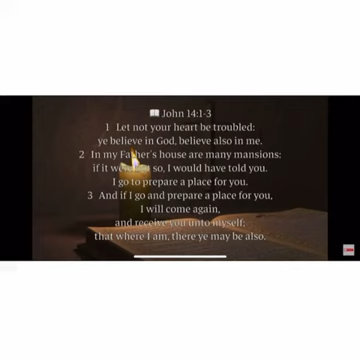 📖 John 14:1-3
1 Let not your heart be troubled:
ye believe in God, believe also in me.
2 In my Father's house are many mansions:
if it were not so, I would have told you.
I go to prepare a place for you.
3 And if I go and prepare a place for you,
I will come again,
and receive you unto myself;
that where I am, there ye may be also.